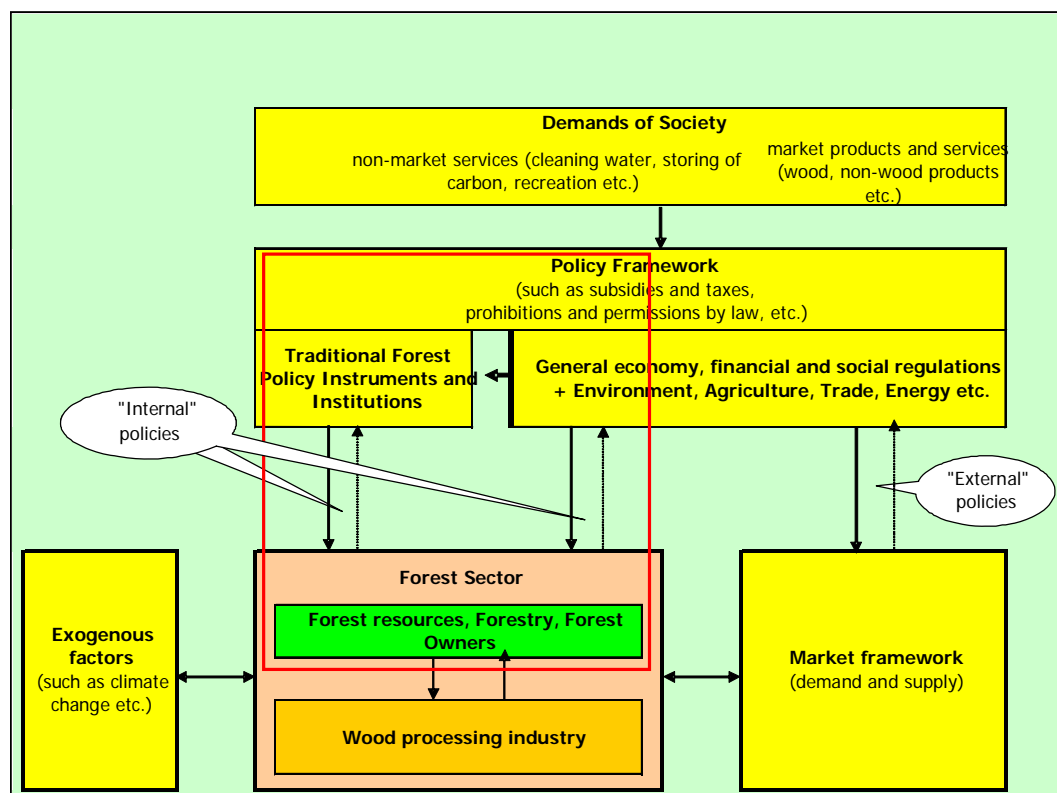 Demands of Society
non-market services (cleaning water, storing of
carbon, recreation etc.)
market products and services
(wood, non-wood products
etc.)
Policy Framework
(such as subsidies and taxes,
prohibitions and permissions by law, etc.)
Traditional Forest
Policy Instruments and
Institutions
General economy, financial and social regulations
+ Environment, Agriculture, Trade, Energy etc.
"Internal"
policies
"External"
policies
Forest Sector
Forest resources, Forestry, Forest
Owners
Exogenous
factors
(such as climate
change etc.)
Market framework
(demand and supply)
Wood processing industry